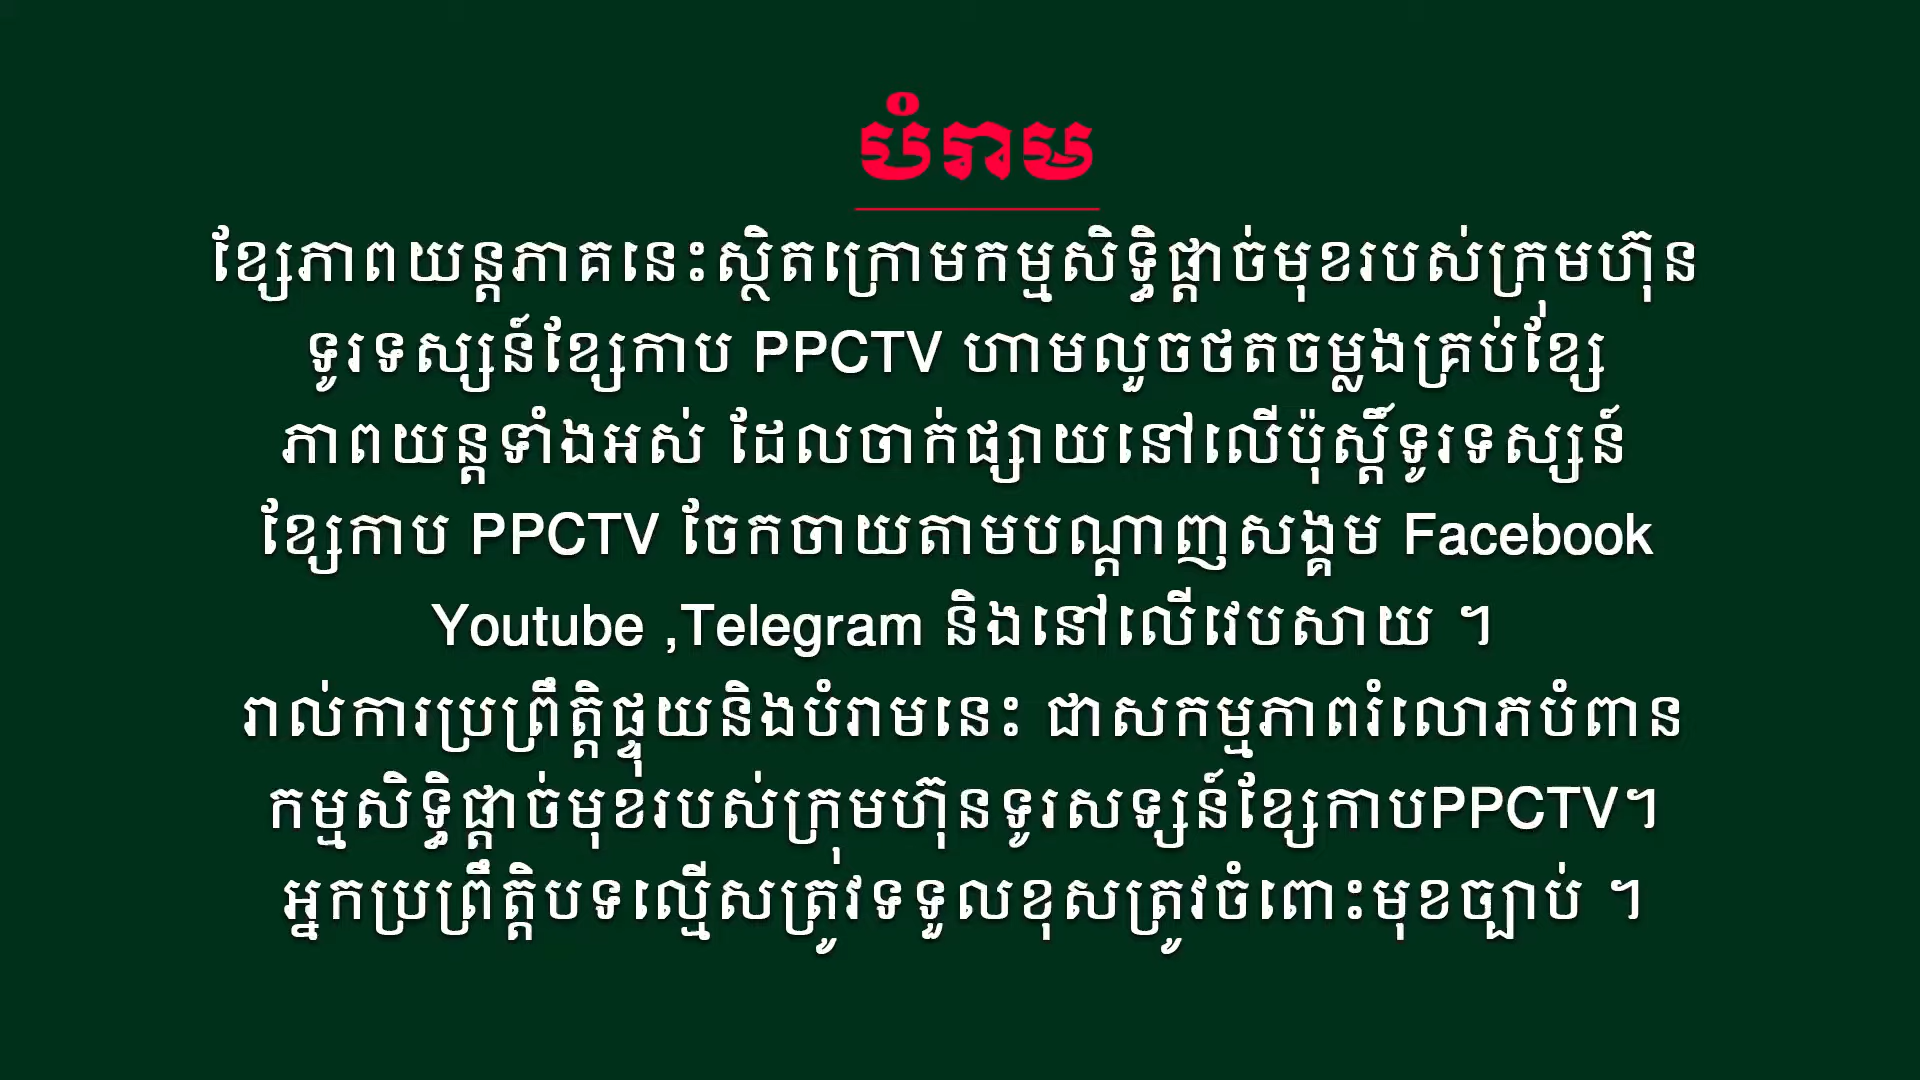 បំរាម
ខ្សែភាពយន្តភាគនេះស្ថិតក្រោមកម្មសិទ្ធិផ្តាច់មុខរបស់ក្រុមហ៊ុន
ទូរទស្សន៍ខ្សែកាប PPCTV ហាមលួចថតចម្លងគ្រប់ខ្សែ
ភាពយន្តទាំងអស់ ដែលចាក់ផ្សាយនៅលើប៉ុស្តិ៍ទូរទស្សន៍
ខ្សែកាប PPCTV ចែកចាយតាមបណ្តាញសង្គម Facebook
Youtube ,Telegram និងនៅលើវេបសាយ ។
រាល់ការប្រព្រឹត្តិផ្ទុយនិងបំរាមនេះ ជាសកម្មភាពរំលោភបំពាន
កម្មសិទ្ធិផ្តាច់មុខរបស់ក្រុមហ៊ុនទូរសទ្សន៍ខ្សែកាបPPCTV។
អ្នកប្រព្រឹត្តិបទល្មើសត្រូវទទួលខុសត្រូវចំពោះមុខច្បាប់ ។